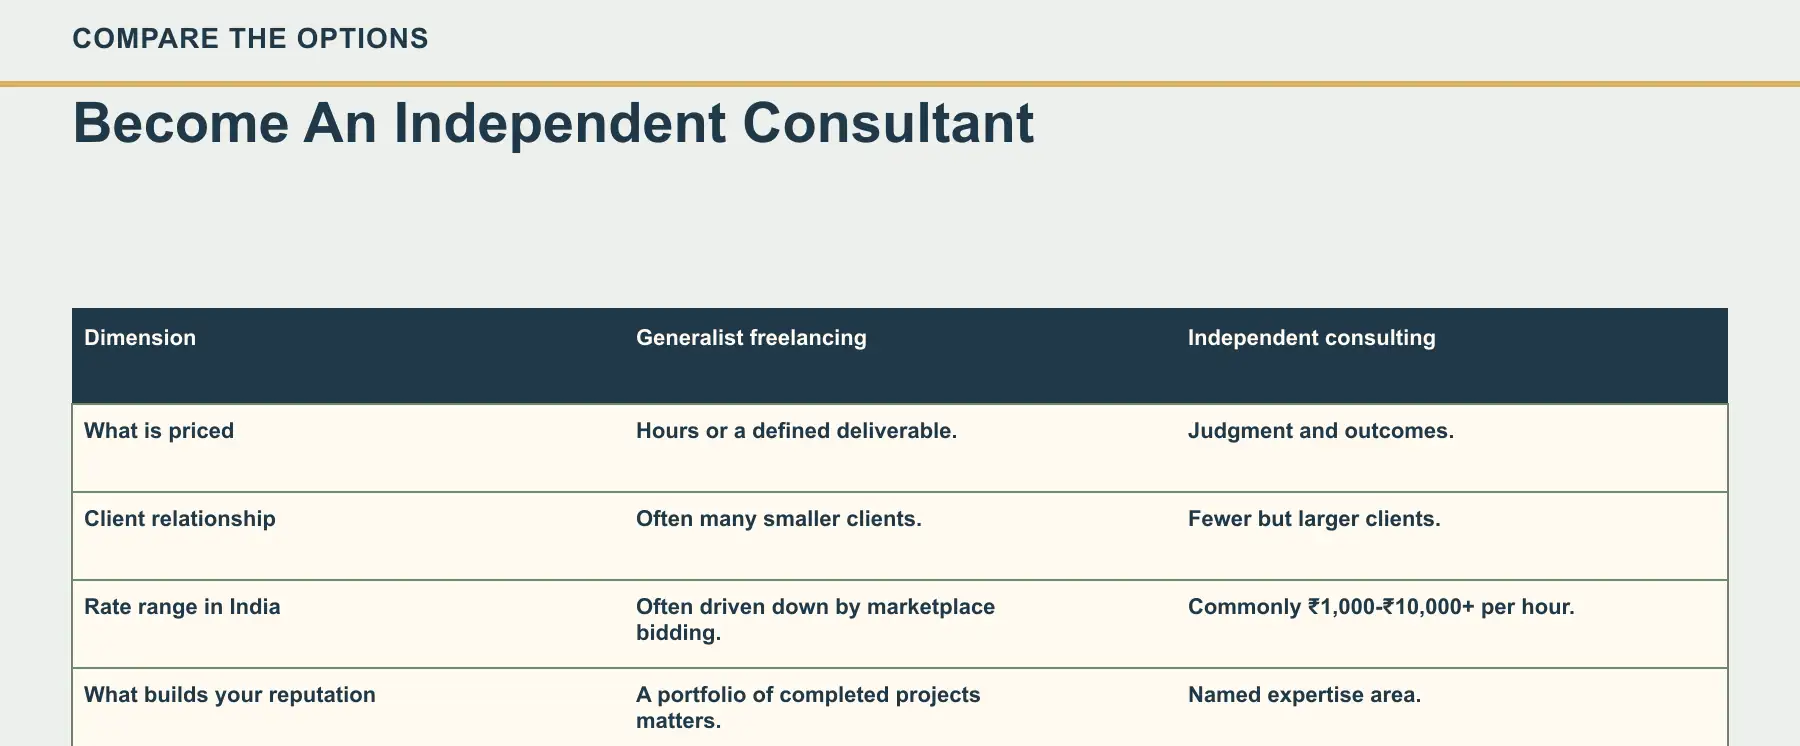 COMPARE THE OPTIONS
Become An Independent Consultant
Dimension
Generalist freelancing
Independent consulting
What is priced
Hours or a defined deliverable.
Judgment and outcomes.
Client relationship
Often many smaller clients.
Fewer but larger clients.
Rate range in India
Often driven down by marketplace
bidding.
Commonly ₹1,000-₹10,000+ per hour.
What builds your reputation
A portfolio of completed projects
matters.
Named expertise area.